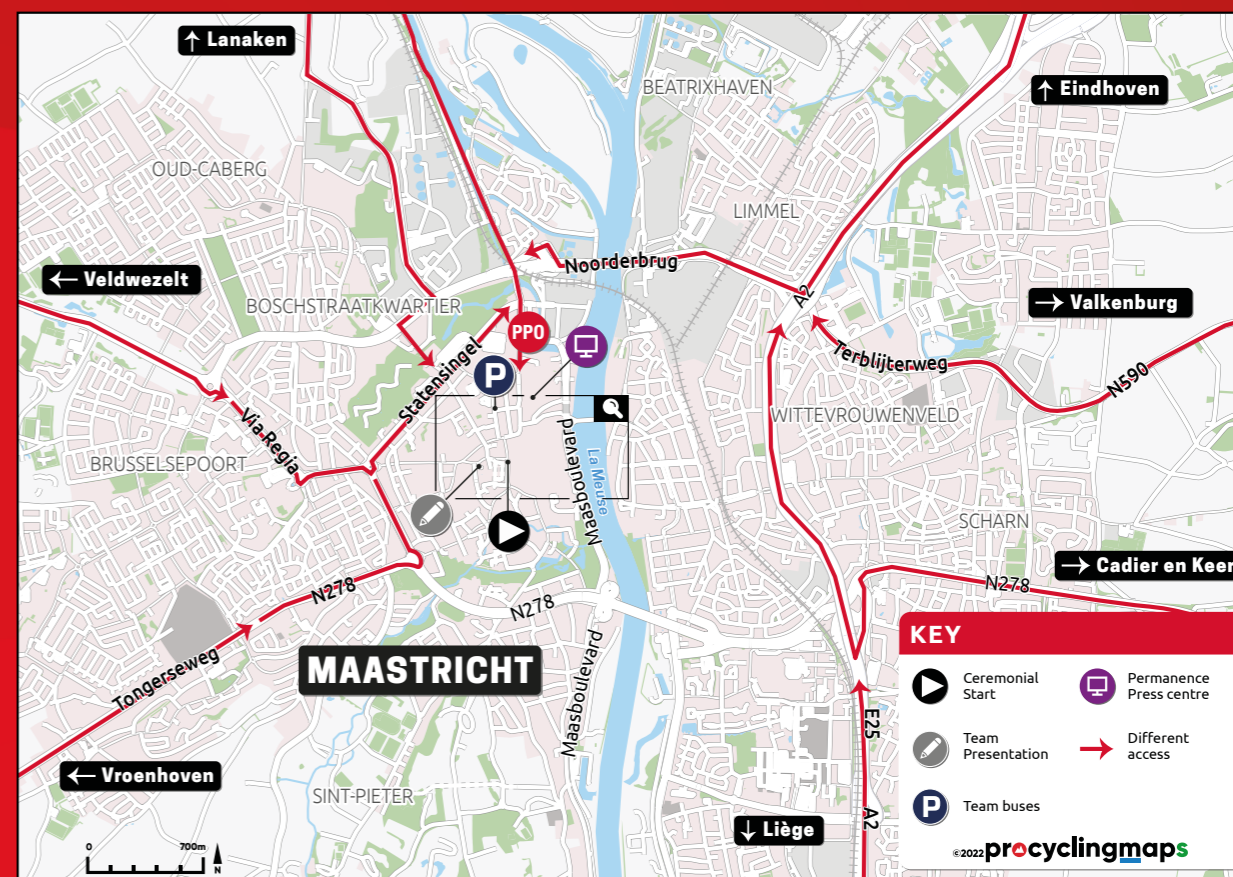 ↑ Lanaken
BEATRIXHAVEN
↑ Eindhoven
OUD-CABERG
LIMMEL
Noorderbrug
← Veldwezelt
A2
→ Valkenburg
BOSCHSTRAATKWARTIER
PPO
Statensingel
P
Terblijterweg
N590
Via Regia
WITTEVROUWENVELD
BRUSSELSEPOORT
Maasboulevard
La Meuse
SCHARN
→ Cadier en Keer
N278
N278
N278
MAASTRICHT
Tongerseweg
Maasboulevard
E25
← Vroenhoven
SINT-PIETER
↓ Liège
A2
0 700m
N
KEY
Ceremonial
Start
Permanence
Press centre
Team
Presentation
Different
access
P
Team buses
©2022 procyclingmaps